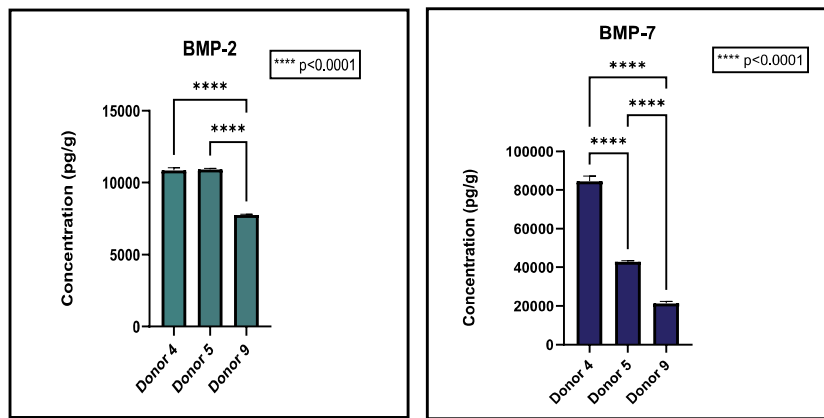 BMP-2
**** p<0.0001
****
****
Concentration (pg/g)
15000
10000
5000
0
Donor 4
Donor 5
Donor 9
BMP-7
**** p<0.0001
****
****
****
Concentration (pg/g)
100000
80000
60000
40000
20000
0
Donor 4
Donor 5
Donor 9